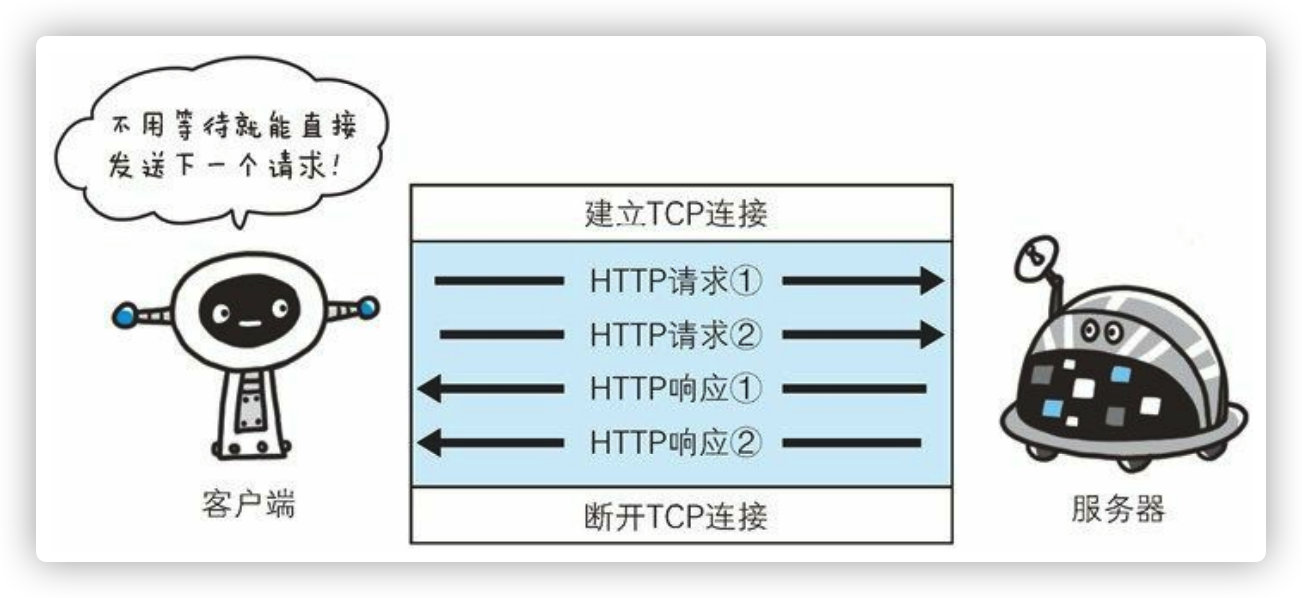 不用等待就能直接
发送下一个请求!
建立TCP连接
HTTP请求①
HTTP请求②
HTTP响应①
HTTP响应②
断开TCP连接
客户端
服务器